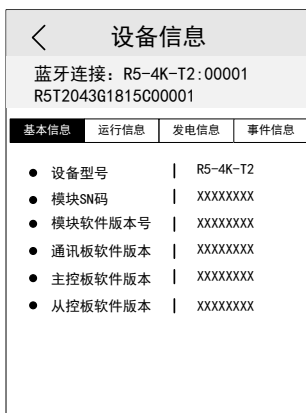 设备信息
蓝牙连接：R5-4K-T2:00001
R5T2043G1815C00001
基本信息 运行信息 发电信息 事件信息
设备型号 R5-4K-T2
模块SN码 XXXXXXXX
模块软件版本号 XXXXXXXX
通讯板软件版本 XXXXXXXX
主控板软件版本 XXXXXXXX
从控板软件版本 XXXXXXXX